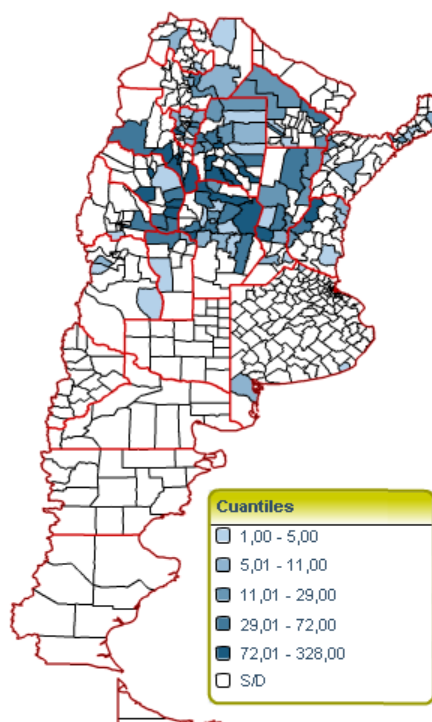 Cuantiles
1,00 - 5,00
5,01 - 11,00
11,01 - 29,00
29,01 - 72,00
72,01 - 328,00
S/D